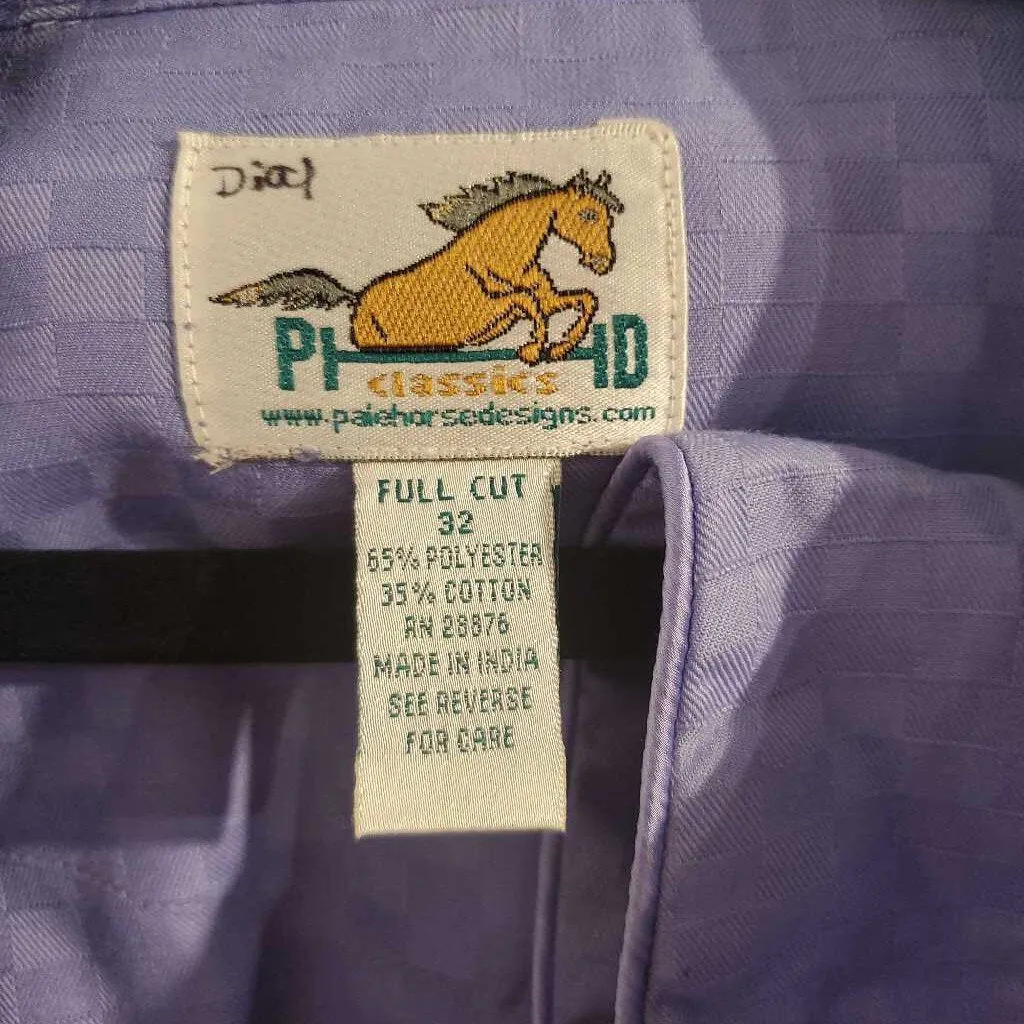 PHD
classics
www.palehorsedesigns.com
FULL CUT
32
65% POLYESTER
35% COTTON
RN 28876
MADE IN INDIA
SEE REVERSE
FOR CARE